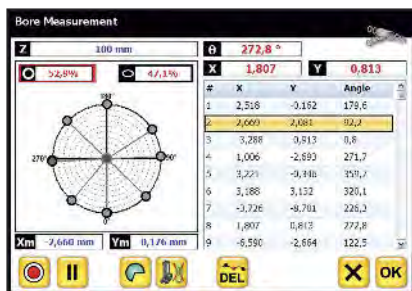 Bore Measurement
Z 100 mm
θ 272,8 °
52,9% 47,1%
X 1,807 Y 0,813
# X Y Angle
1 2,518 -0,162 179,6
2 2,669 2,081 92,2
3 -3,288 0,913 0,8
4 1,006 -2,693 271,7
5 3,221 -0,346 359,7
6 3,188 3,132 320,1
7 -3,726 -8,701 226,3
8 1,807 0,813 272,8
9 -6,590 -2,664 122,5
180°
270° 90°
0°
Xm -2,660 mm Ym 0,176 mm
DEL OK